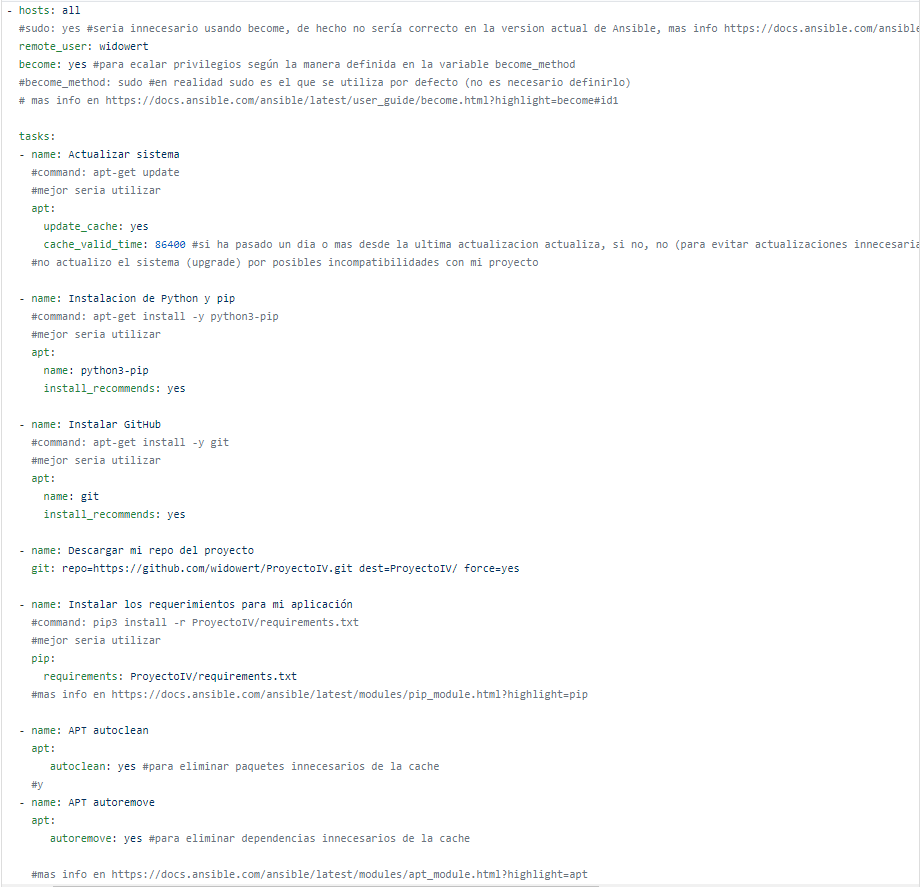 - hosts: all
#sudo: yes #seria innecesario usando become, de hecho no sería correcto en la version actual de Ansible, mas info https://docs.ansible.com/ansible
remote_user: widowert
become: yes #para ecalar privilegios según la manera definida en la variable become_method
#become_method: sudo #en realidad sudo es el que se utiliza por defecto (no es necesario definirlo)
# mas info en https://docs.ansible.com/ansible/latest/user_guide/become.html?highlight=become#id1
tasks:
- name: Actualizar sistema
#command: apt-get update
#mejor seria utilizar
apt:
update_cache: yes
cache_valid_time: 86400 #si ha pasado un dia o mas desde la ultima actualizacion actualiza, si no, no (para evitar actualizaciones innecesaria
#no actualizo el sistema (upgrade) por posibles incompatibilidades con mi proyecto
- name: Instalacion de Python y pip
#command: apt-get install -y python3-pip
#mejor seria utilizar
apt:
name: python3-pip
install_recommends: yes
- name: Instalar GitHub
#command: apt-get install -y git
#mejor seria utilizar
apt:
name: git
install_recommends: yes
- name: Descargar mi repo del proyecto
git: repo=https://github.com/widowert/ProyectoIV.git dest=ProyectoIV/ force=yes
- name: Instalar los requerimientos para mi aplicación
#command: pip3 install -r ProyectoIV/requirements.txt
#mejor seria utilizar
pip:
requirements: ProyectoIV/requirements.txt
#mas info en https://docs.ansible.com/ansible/latest/modules/pip_module.html?highlight=pip
- name: APT autoclean
apt:
autoclean: yes #para eliminar paquetes innecesarios de la cache
#y
- name: APT autoremove
apt:
autoremove: yes #para eliminar dependencias innecesarios de la cache
#mas info en https://docs.ansible.com/ansible/latest/modules/apt_module.html?highlight=apt